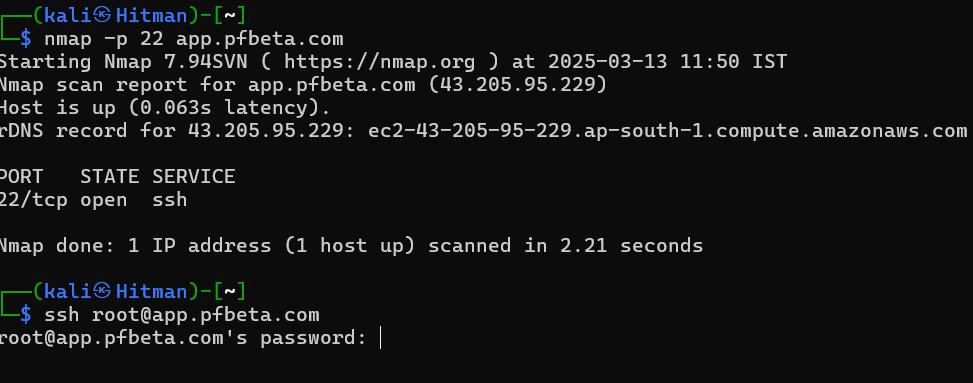 ┌──(kali㉿Hitman)-[~]
└─$ nmap -p 22 app.pfbeta.com
Starting Nmap 7.94SVN ( https://nmap.org ) at 2025-03-13 11:50 IST
Nmap scan report for app.pfbeta.com (43.205.95.229)
Host is up (0.063s latency).
rDNS record for 43.205.95.229: ec2-43-205-95-229.ap-south-1.compute.amazonaws.com
PORT   STATE SERVICE
22/tcp open  ssh
Nmap done: 1 IP address (1 host up) scanned in 2.21 seconds
┌──(kali㉿Hitman)-[~]
└─$ ssh root@app.pfbeta.com
root@app.pfbeta.com's password: